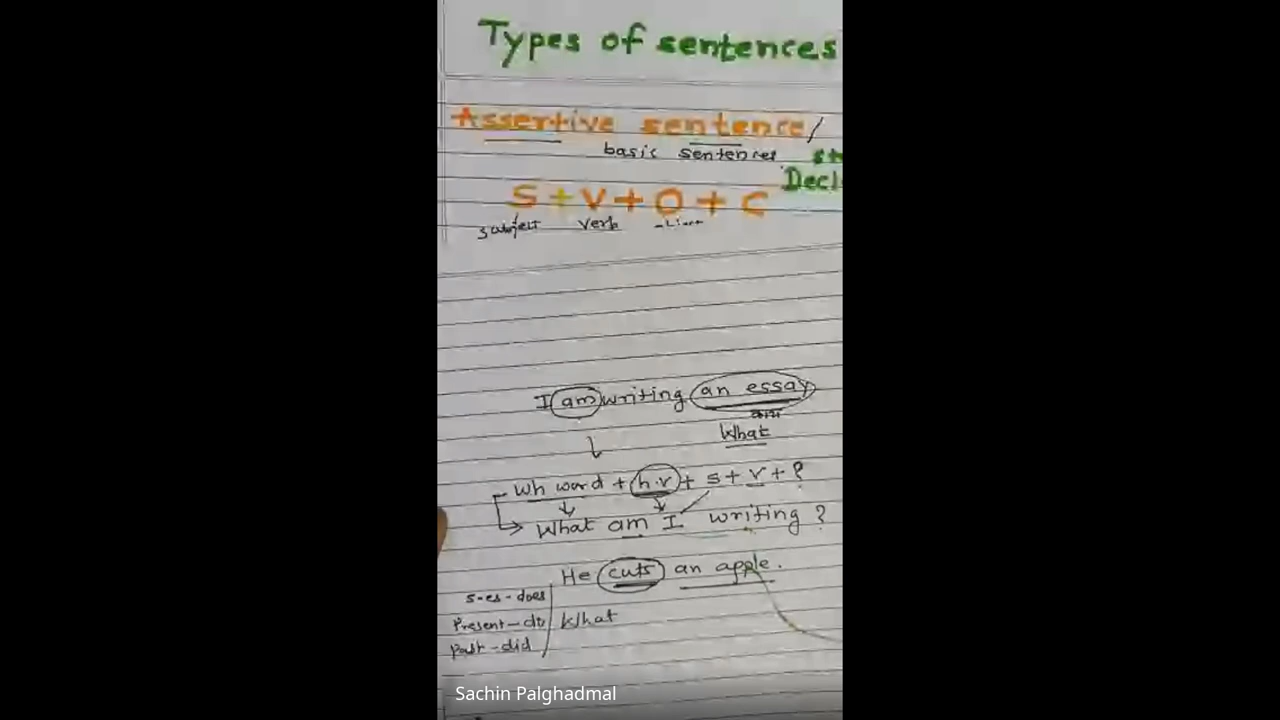 Types of sentences
Assertive sentence/
basic sentences st
Decl
S + V + O + C
subject verb
I am writing an essay
काय
What
Wh word + h.v + s + v + ?
What am I writing ?
He cuts an apple.
s-es-does
Present-do What
Past-did
Sachin Palghadmal